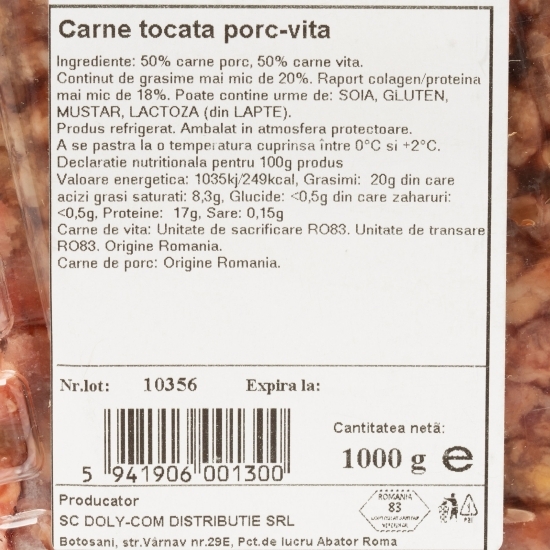 Carne tocata porc-vita
Ingrediente: 50% carne porc, 50% carne vita.
Continut de grasime mai mic de 20%. Raport colagen/proteina
mai mic de 18%. Poate contine urme de: SOIA, GLUTEN,
MUSTAR, LACTOZA (din LAPTE).
Produs refrigerat. Ambalat in atmosfera protectoare.
A se pastra la o temperatura cuprinsa între 0°C si +2°C.
Declaratie nutritionala pentru 100g produs
Valoare energetica: 1035kj/249kcal, Grasimi: 20g din care
acizi grasi saturati: 8,3g, Glucide: <0,5g din care zaharuri:
<0,5g, Proteine: 17g, Sare: 0,15g
Carne de vita: Unitate de sacrificare RO83. Unitate de transare
RO83. Origine Romania.
Carne de porc: Origine Romania.
Nr.lot: 10356 Expira la:
5 941906 001300
Cantitatea netă:
1000 g e
Producator
SC DOLY-COM DISTRIBUTIE SRL
Botosani, str.Vârnav nr.29E, Pct.de lucru Abator Roma
ROMANIA
83